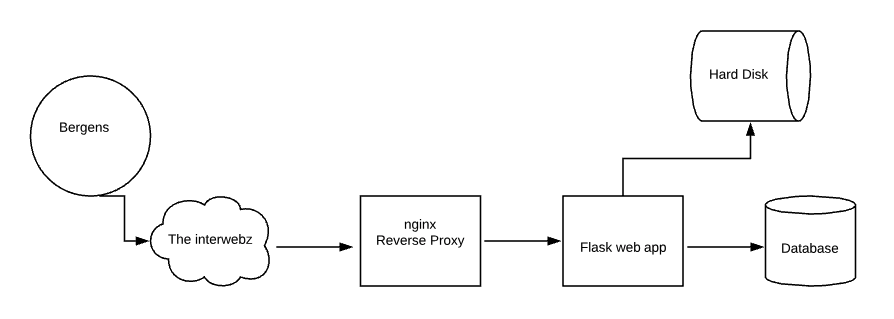 Hard Disk
Bergens
The interwebz
nginx
Reverse Proxy
Flask web app
Database